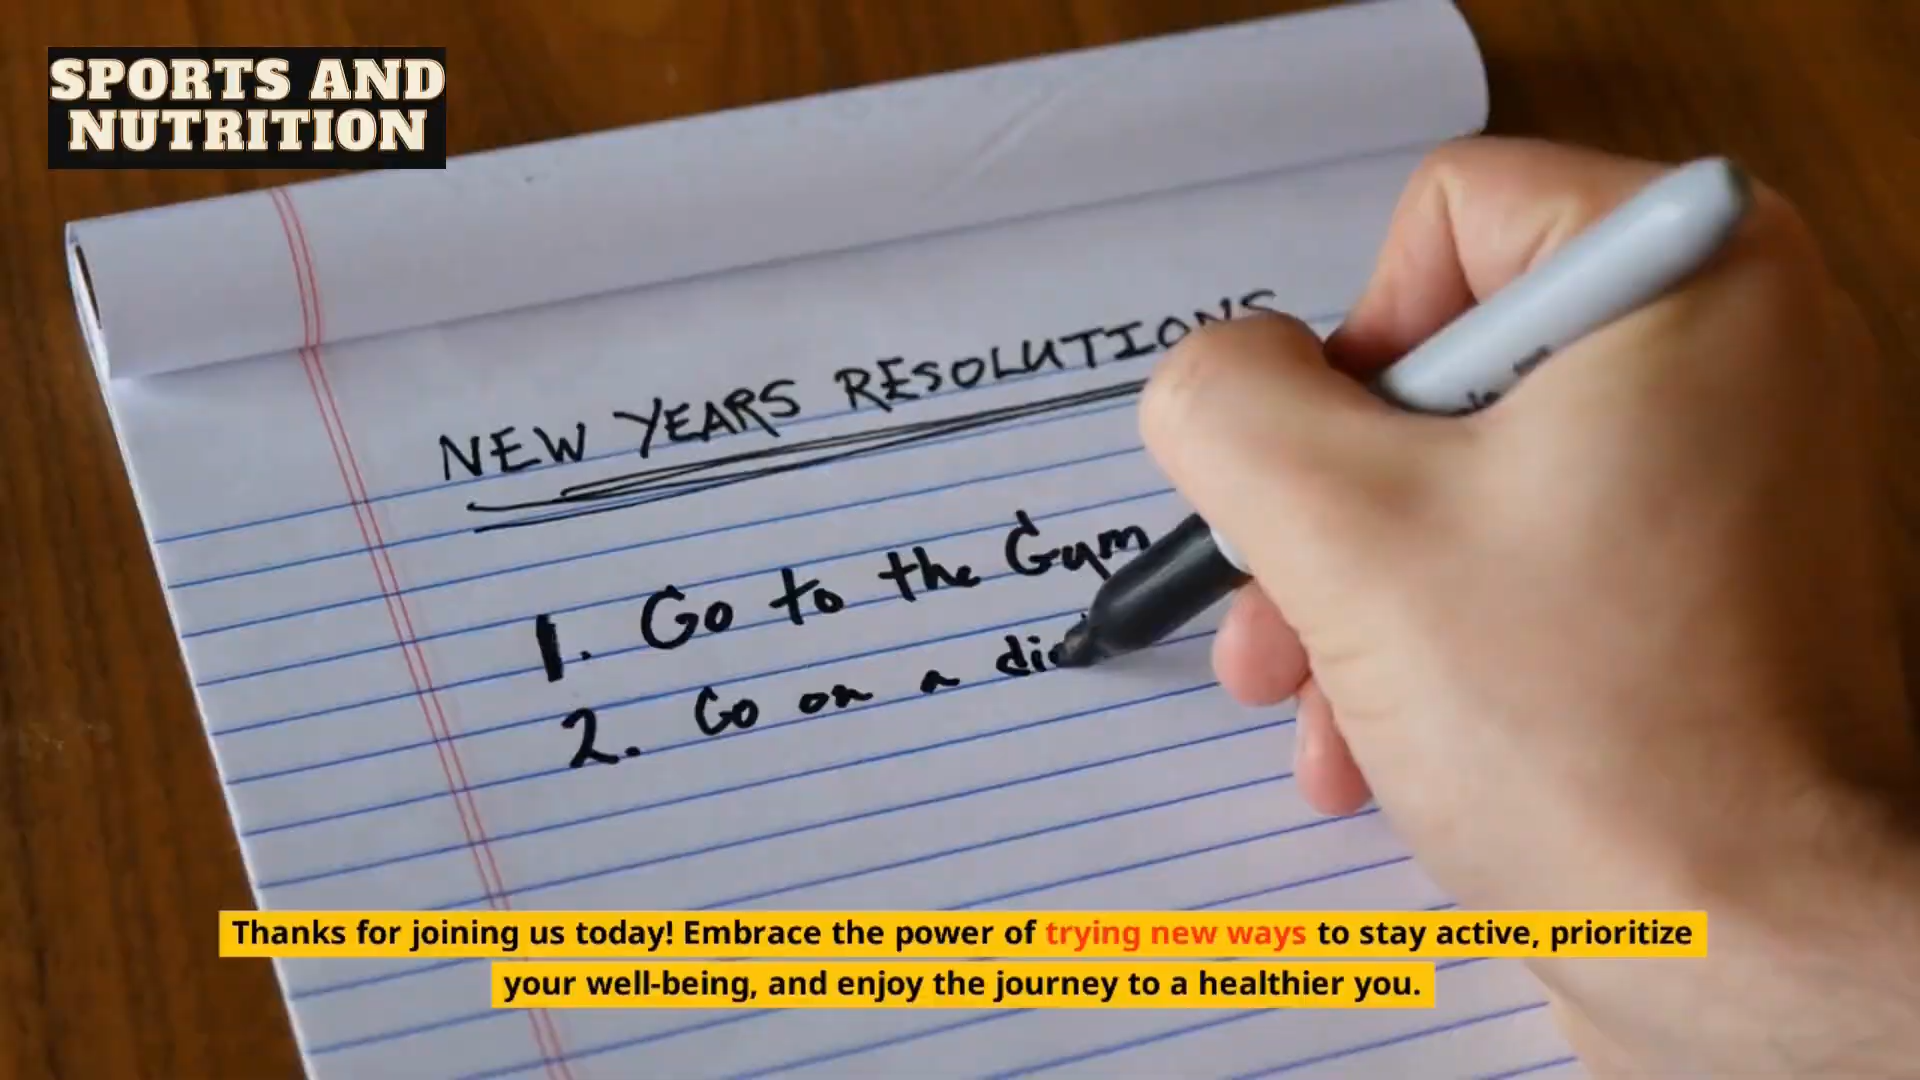 SPORTS AND
NUTRITION
NEW YEARS RESOLUTIONS
1. Go to the Gym
2. Go on a die
Thanks for joining us today! Embrace the power of trying new ways to stay active, prioritize
your well-being, and enjoy the journey to a healthier you.